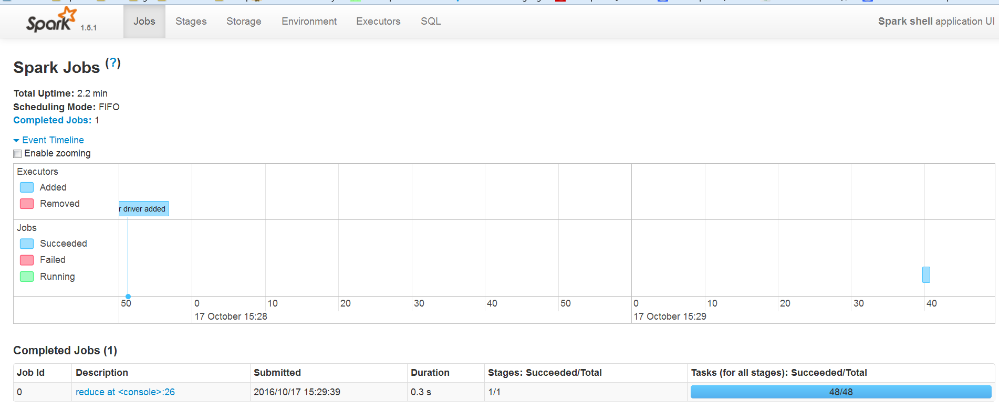 Spark 1.5.1 Jobs Stages Storage Environment Executors SQL Spark shell application UI
Spark Jobs (?)
Total Uptime: 2.2 min
Scheduling Mode: FIFO
Completed Jobs: 1
Event Timeline
Enable zooming
Executors
Added
Removed
r driver added
Jobs
Succeeded
Failed
Running
50 0 10 20 30 40 50 0 10 20 30 40
17 October 15:28 17 October 15:29
Completed Jobs (1)
Job Id Description Submitted Duration Stages: Succeeded/Total Tasks (for all stages): Succeeded/Total
0 reduce at <console>:26 2016/10/17 15:29:39 0.3 s 1/1 48/48